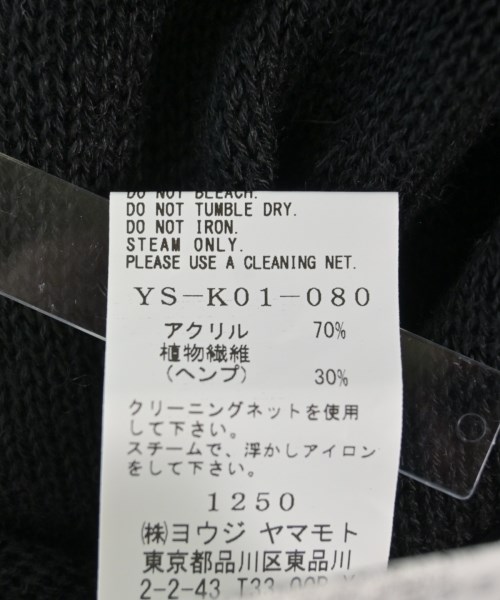 DO NOT BLEACH.
DO NOT TUMBLE DRY.
DO NOT IRON.
STEAM ONLY.
PLEASE USE A CLEANING NET.
YS-K01-080
アクリル 70%
植物繊維
(ヘンプ) 30%
クリーニングネットを使用
して下さい。
スチームで、浮かしアイロン
をして下さい。
1250
㈱ヨウジ ヤマモト
東京都品川区東品川
2-2-43